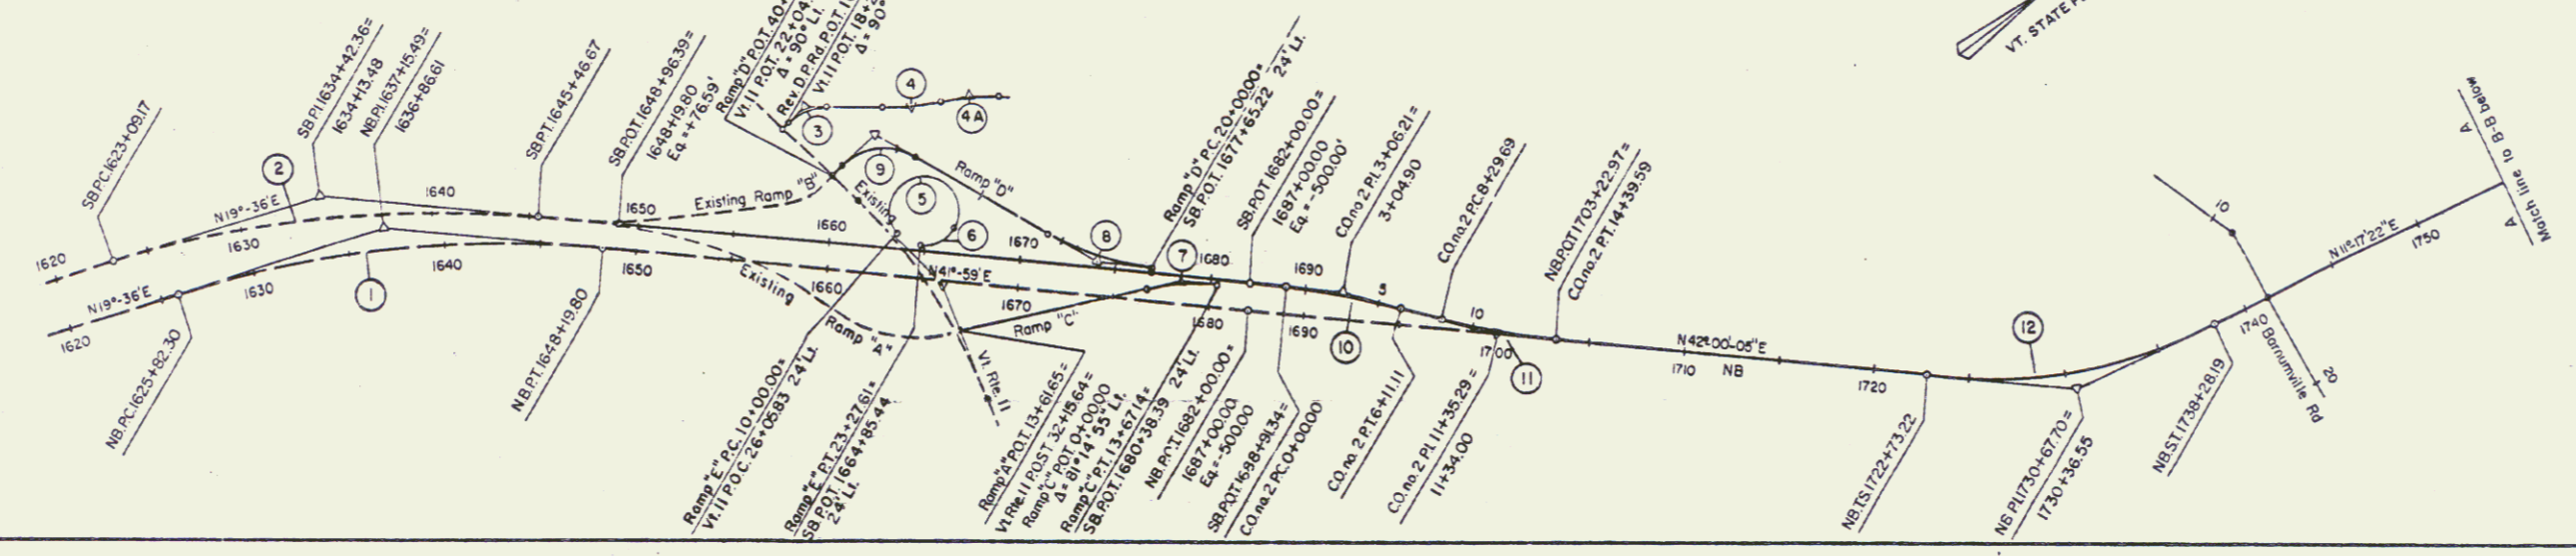 SB.P.C.1623+09.17
SB.P.I.1634+42.36=
1634+13.48
NB.P.I.1637+15.49=
1636+86.61
SB.P.T.1645+46.67
SB.P.O.T.1648+96.39=
1648+19.80
Eq.=+76.59'
Ramp "D" P.O.T. 40+
Vt. 11 P.O.T. 22+04.
Δ=90° Lt.
Rev. D.P.Rd. P.O.T.
Vt. 11 P.O.T. 18+
Δ=90°
Ramp "D" P.C. 20+00.00=
SB. P.O.T. 1677+65.22 24' Lt.
SB.P.O.T 1682+00.00=
1687+00.00
Eq.=-500.00'
C.O.no.2 P.I. 3+06.21=
3+04.90
C.O.no.2 P.C.8+29.69
NB.P.O.T 1703+22.97=
C.O.no.2 P.T. 14+39.59
VT. STATE
Match line to B-B below
A
A
2
3
4
4A
9
5
6
8
7
1
10
11
12
1620
N19°-36'E
1630
1640
1650
Existing Ramp "B"
Existing
Ramp "D"
1660
1670
1680
1690
5
10
1620
N19°-36'E
1630
1640
1650
Existing
Ramp "A"
1660
N41°-59'E
1670
Ramp "C"
1680
1690
1700
N42°-00'-05"E
1710
NB
1720
1740
N11°-17'22"E
1750
10
Barnumville Rd
20
Vt. Rte. 11
NB.P.C.1625+82.30
NB.P.T. 1648+19.80
Ramp "E" P.C. 10+00.00=
Vt. 11 P.O.C. 26+05.83 24' Lt.
Ramp "E" P.T. 23+27.61=
SB.P.O.T. 1664+85.44
24' Lt.
Ramp "A" P.O.T. 13+61.65=
Vt. Rte. 11 P.O.S.T 32+15.64=
Ramp "C" P.O.T. 0+00.00
Δ=81°14'55" Lt.
Ramp "C" P.T. 13+67.14=
SB.P.O.T. 1680+38.39 24' Lt.
NB.P.O.T. 1682+00.00=
1687+00.00
Eq.=-500.00
SB.P.O.T. 1688+91.34=
C.O.no.2 P.C. 0+00.00
C.O. no. 2 P.T. 6+11.11
C.O. no. 2 P.I. 11+35.29=
11+34.00
NB.T.S. 1722+73.22
NB P.I. 1730+67.70=
1730+36.55
NB.S.T. 1738+28.19